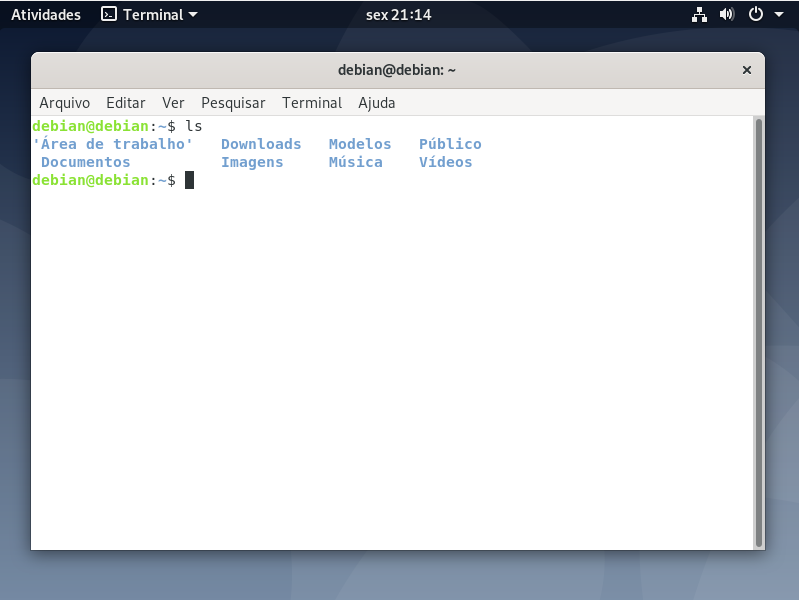 Atividades Terminal sex 21:14
debian@debian: ~ ×
Arquivo Editar Ver Pesquisar Terminal Ajuda
debian@debian:~$ ls
'Área de trabalho' Downloads Modelos Público
Documentos Imagens Música Vídeos
debian@debian:~$